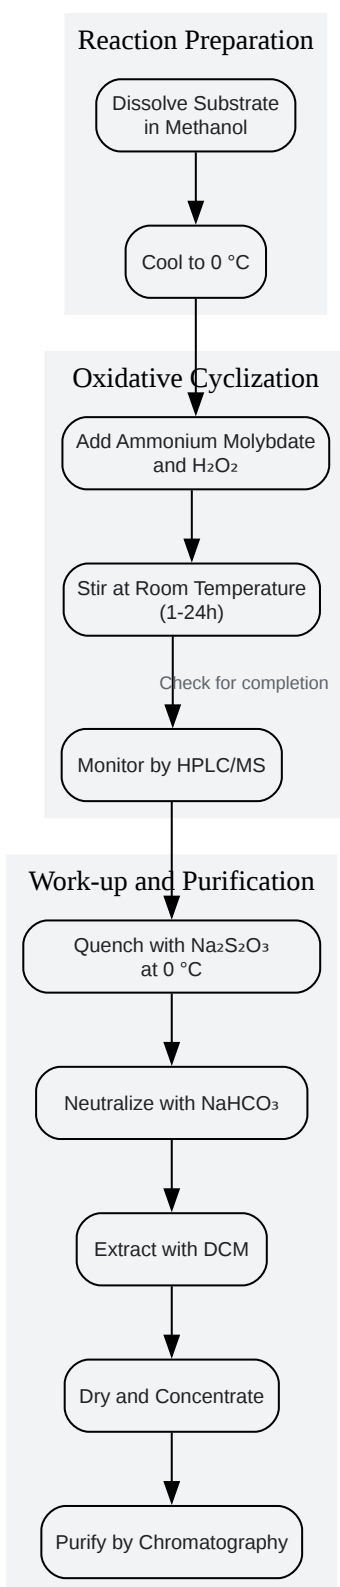 Reaction Preparation
Dissolve Substrate
in Methanol
Cool to 0 °C
Oxidative Cyclization
Add Ammonium Molybdate
and H₂O₂
Stir at Room Temperature
(1-24h)
Check for completion
Monitor by HPLC/MS
Work-up and Purification
Quench with Na₂S₂O₃
at 0 °C
Neutralize with NaHCO₃
Extract with DCM
Dry and Concentrate
Purify by Chromatography